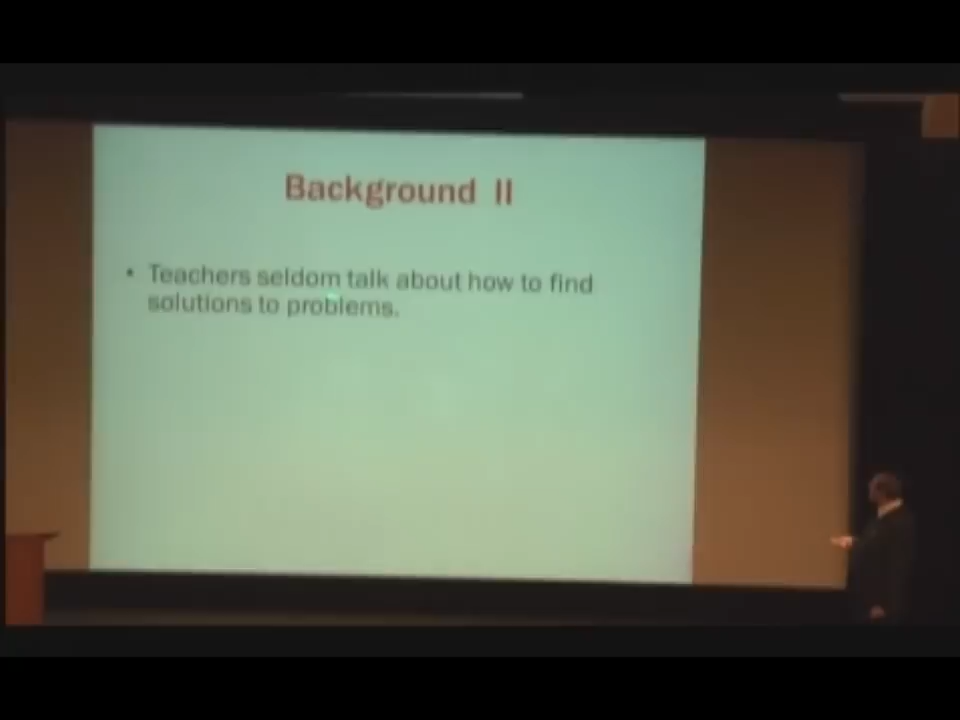 Background II
• Teachers seldom talk about how to find
solutions to problems.